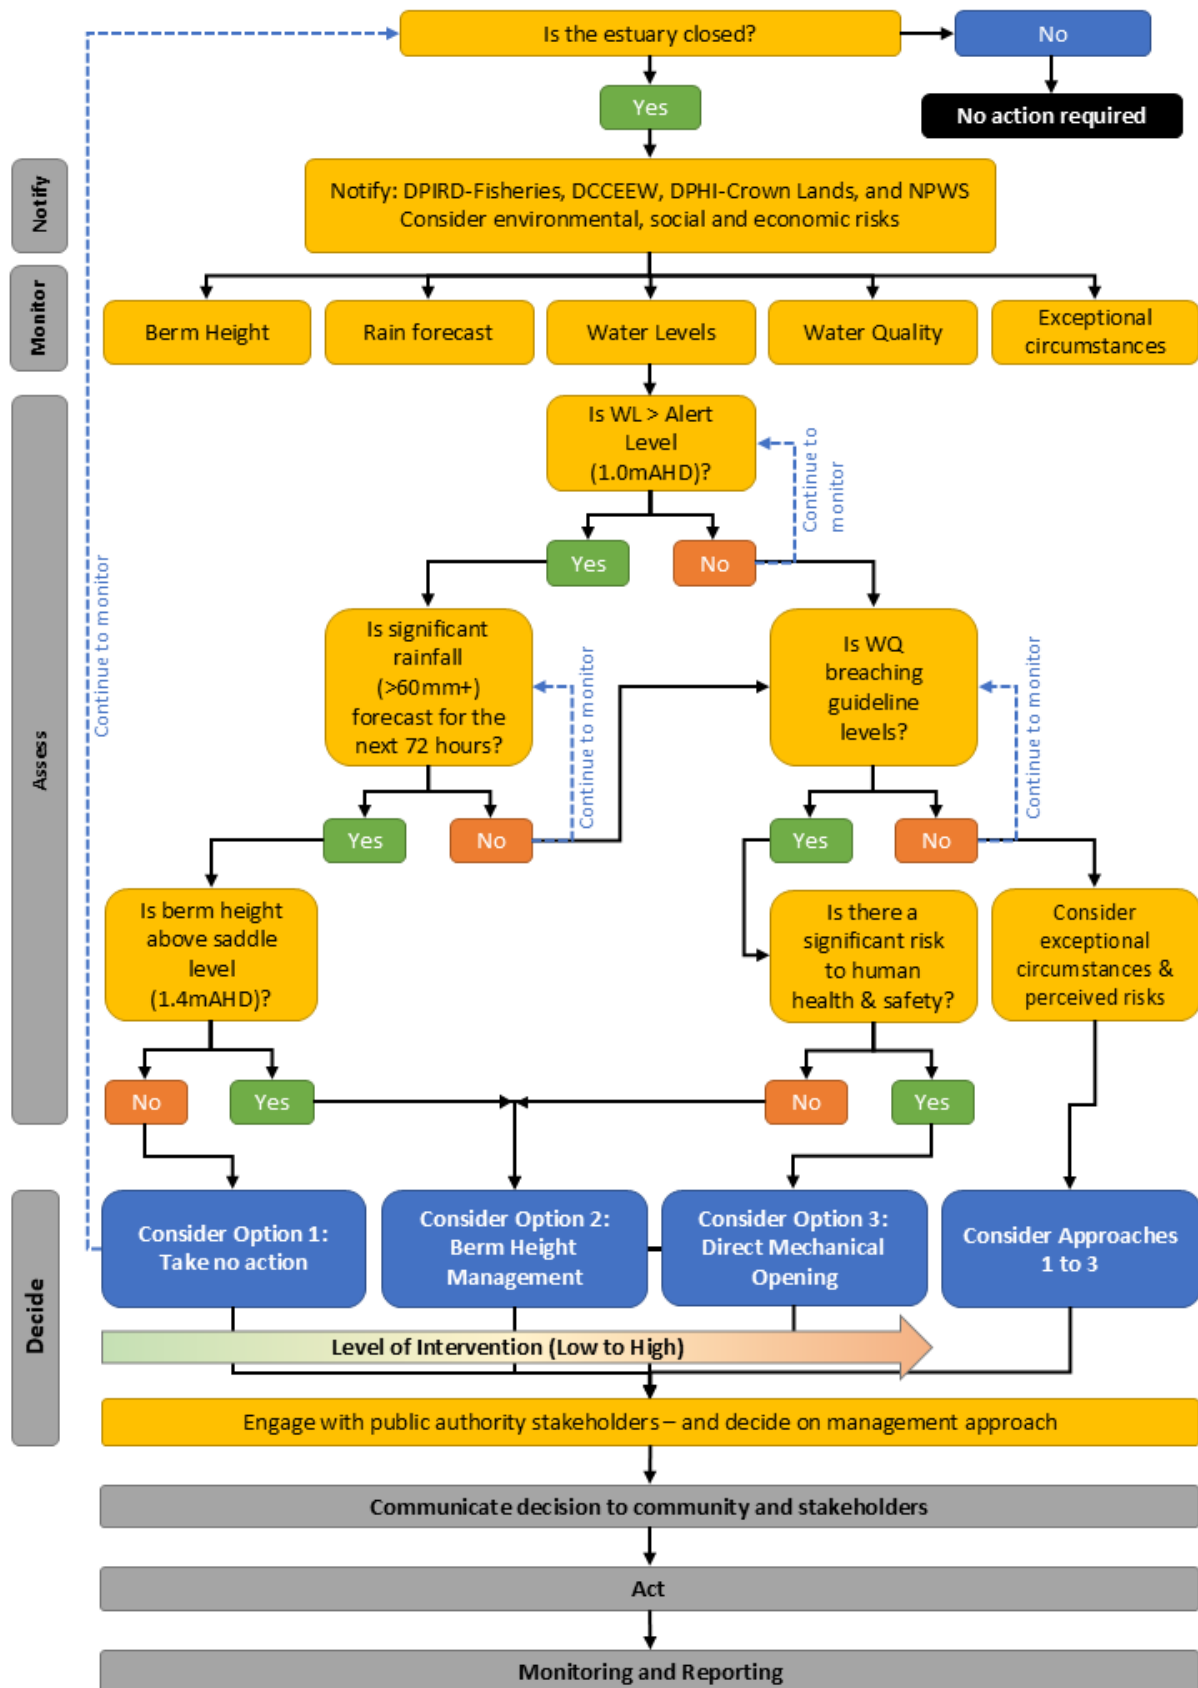 Is the estuary closed?
No
Yes
No action required
Notify
Notify: DPIRD-Fisheries, DCCEEW, DPHI-Crown Lands, and NPWS
Consider environmental, social and economic risks
Monitor
Berm Height
Rain forecast
Water Levels
Water Quality
Exceptional
circumstances
Assess
Continue to monitor
Is WL > Alert
Level
(1.0mAHD)?
Continue to
monitor
Yes
No
Is significant
rainfall
(>60mm+)
forecast for the
next 72 hours?
Continue to monitor
Is WQ
breaching
guideline
levels?
Continue to monitor
Yes
No
Yes
No
Is berm height
above saddle
level
(1.4mAHD)?
Is there a
significant risk
to human
health & safety?
Consider
exceptional
circumstances &
perceived risks
No
Yes
No
Yes
Decide
Consider Option 1:
Take no action
Consider Option 2:
Berm Height
Management
Consider Option 3:
Direct Mechanical
Opening
Consider Approaches
1 to 3
Level of Intervention (Low to High)
Engage with public authority stakeholders – and decide on management approach
Communicate decision to community and stakeholders
Act
Monitoring and Reporting